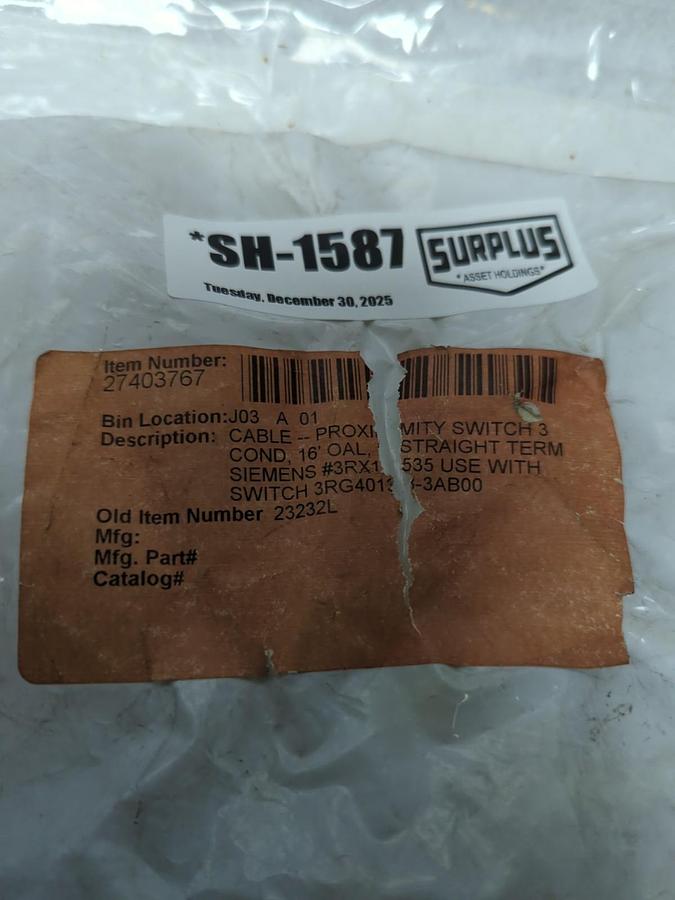 *SH-1587
SURPLUS
*ASSET HOLDINGS*
Tuesday, December 30, 2025
Item Number:
27403767
Bin Location:J03 A 01
Description: CABLE -- PROXI MITY SWITCH 3
COND, 16' OAL, STRAIGHT TERM
SIEMENS #3RX1 535 USE WITH
SWITCH 3RG401 -3AB00
Old Item Number 23232L
Mfg:
Mfg. Part#
Catalog#